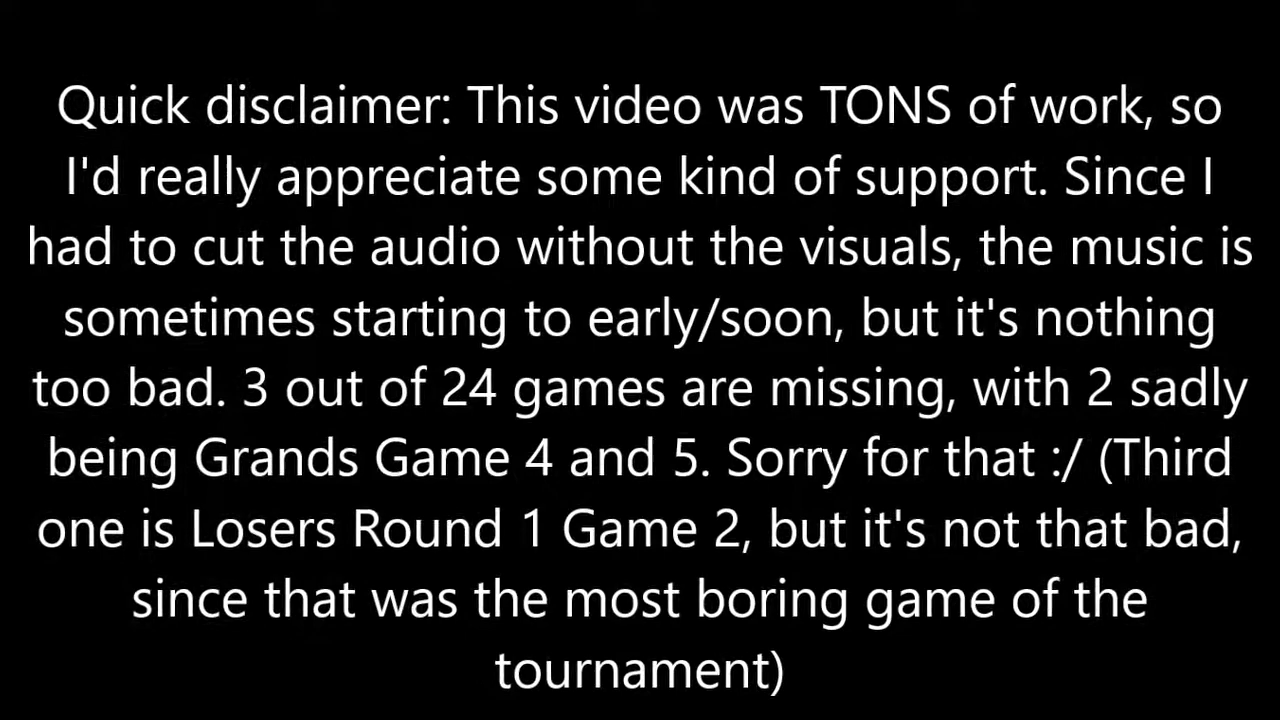 Quick disclaimer: This video was TONS of work, so
I'd really appreciate some kind of support. Since I
had to cut the audio without the visuals, the music is
sometimes starting to early/soon, but it's nothing
too bad. 3 out of 24 games are missing, with 2 sadly
being Grands Game 4 and 5. Sorry for that :/ (Third
one is Losers Round 1 Game 2, but it's not that bad,
since that was the most boring game of the
tournament)